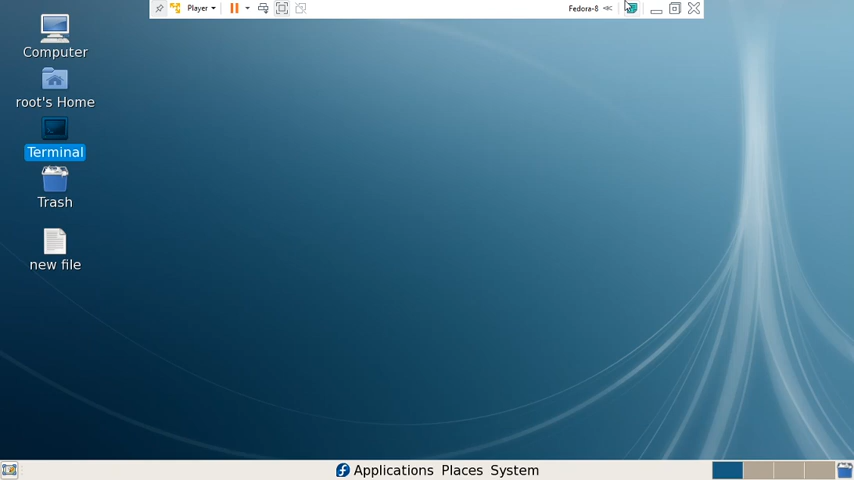 Player
Fedora-8
Computer
root's Home
Terminal
Trash
new file
Applications Places System